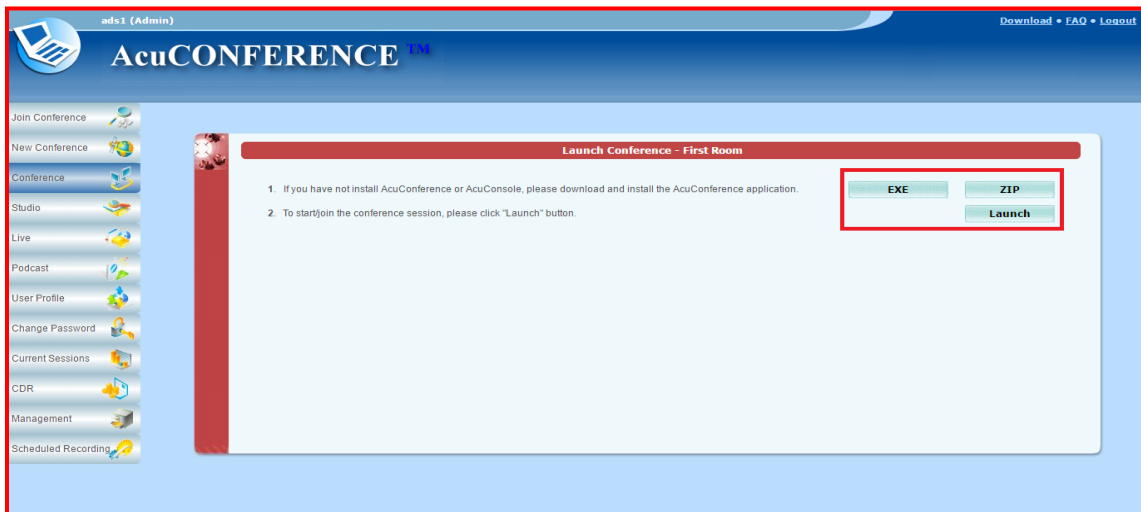 ads1 (Admin)
Download • FAQ • Logout
AcuCONFERENCE ™
Join Conference
New Conference
Conference
Studio
Live
Podcast
User Profile
Change Password
Current Sessions
CDR
Management
Scheduled Recording
Launch Conference - First Room
1. If you have not install AcuConference or AcuConsole, please download and install the AcuConference application.
EXE
ZIP
2. To start/join the conference session, please click "Launch" button.
Launch